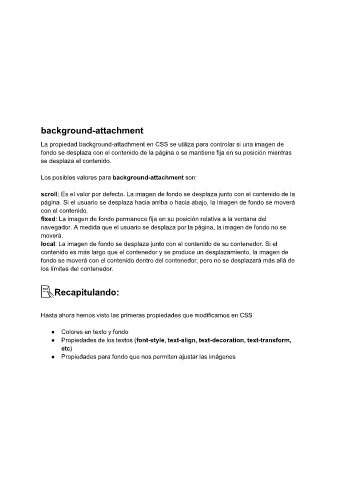 background-attachment
La propiedad background-attachment en CSS se utiliza para controlar si una imagen de
fondo se desplaza con el contenido de la página o se mantiene fija en su posición mientras
se desplaza el contenido.
Los posibles valores para background-attachment son:
scroll: Es el valor por defecto. La imagen de fondo se desplaza junto con el contenido de la
página. Si el usuario se desplaza hacia arriba o hacia abajo, la imagen de fondo se moverá
con el contenido.
fixed: La imagen de fondo permanece fija en su posición relativa a la ventana del
navegador. A medida que el usuario se desplaza por la página, la imagen de fondo no se
moverá.
local: La imagen de fondo se desplaza junto con el contenido de su contenedor. Si el
contenido es más largo que el contenedor y se produce un desplazamiento, la imagen de
fondo se moverá con el contenido dentro del contenedor, pero no se desplazará más allá de
los límites del contenedor.
Recapitulando:
Hasta ahora hemos visto las primeras propiedades que modificamos en CSS
● Colores en texto y fondo
● Propiedades de los textos (font-style, text-align, text-decoration, text-transform,
etc)
● Propiedades para fondo que nos permiten ajustar las imágenes